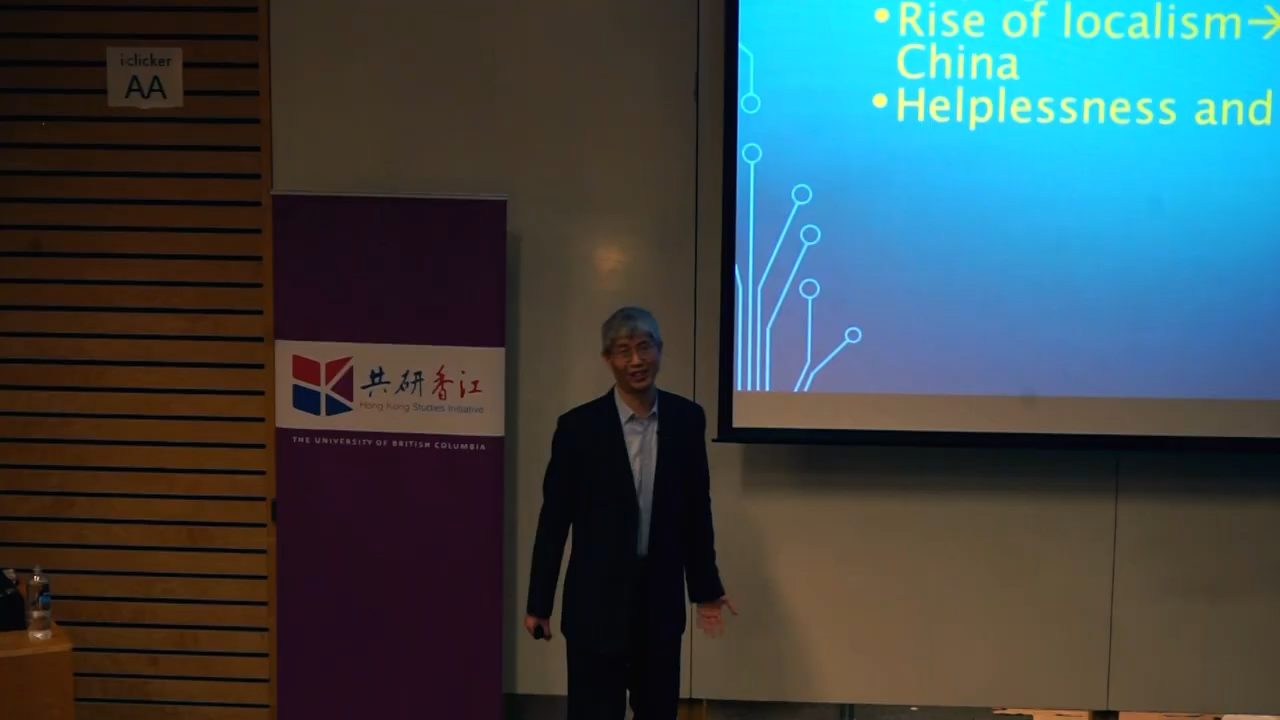 i-clicker
AA
共研香江
Hong Kong Studies Initiative
THE UNIVERSITY OF BRITISH COLUMBIA
•Rise of localism→
China
•Helplessness and